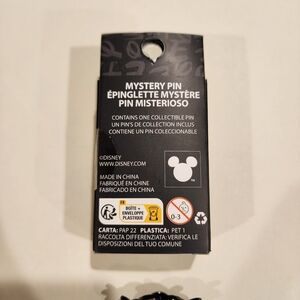 MYSTERY PIN
ÉPINGLETTE MYSTÈRE
PIN MISTERIOSO
CONTAINS ONE COLLECTIBLE PIN
UN PIN'S DE COLLECTION INCLUS
CONTIENE UN PIN COLECCIONABLE
©DISNEY
WWW.DISNEY.COM
MADE IN CHINA
FABRIQUÉ EN CHINE
FABRICADO EN CHINA
FR
BOÎTE +
ENVELOPPE
PLASTIQUE
0-3
CARTA: PAP 22 PLASTICA: PET 1
RACCOLTA DIFFERENZIATA: VERIFICA LE
DISPOSIZIONI DEL TUO COMUNE